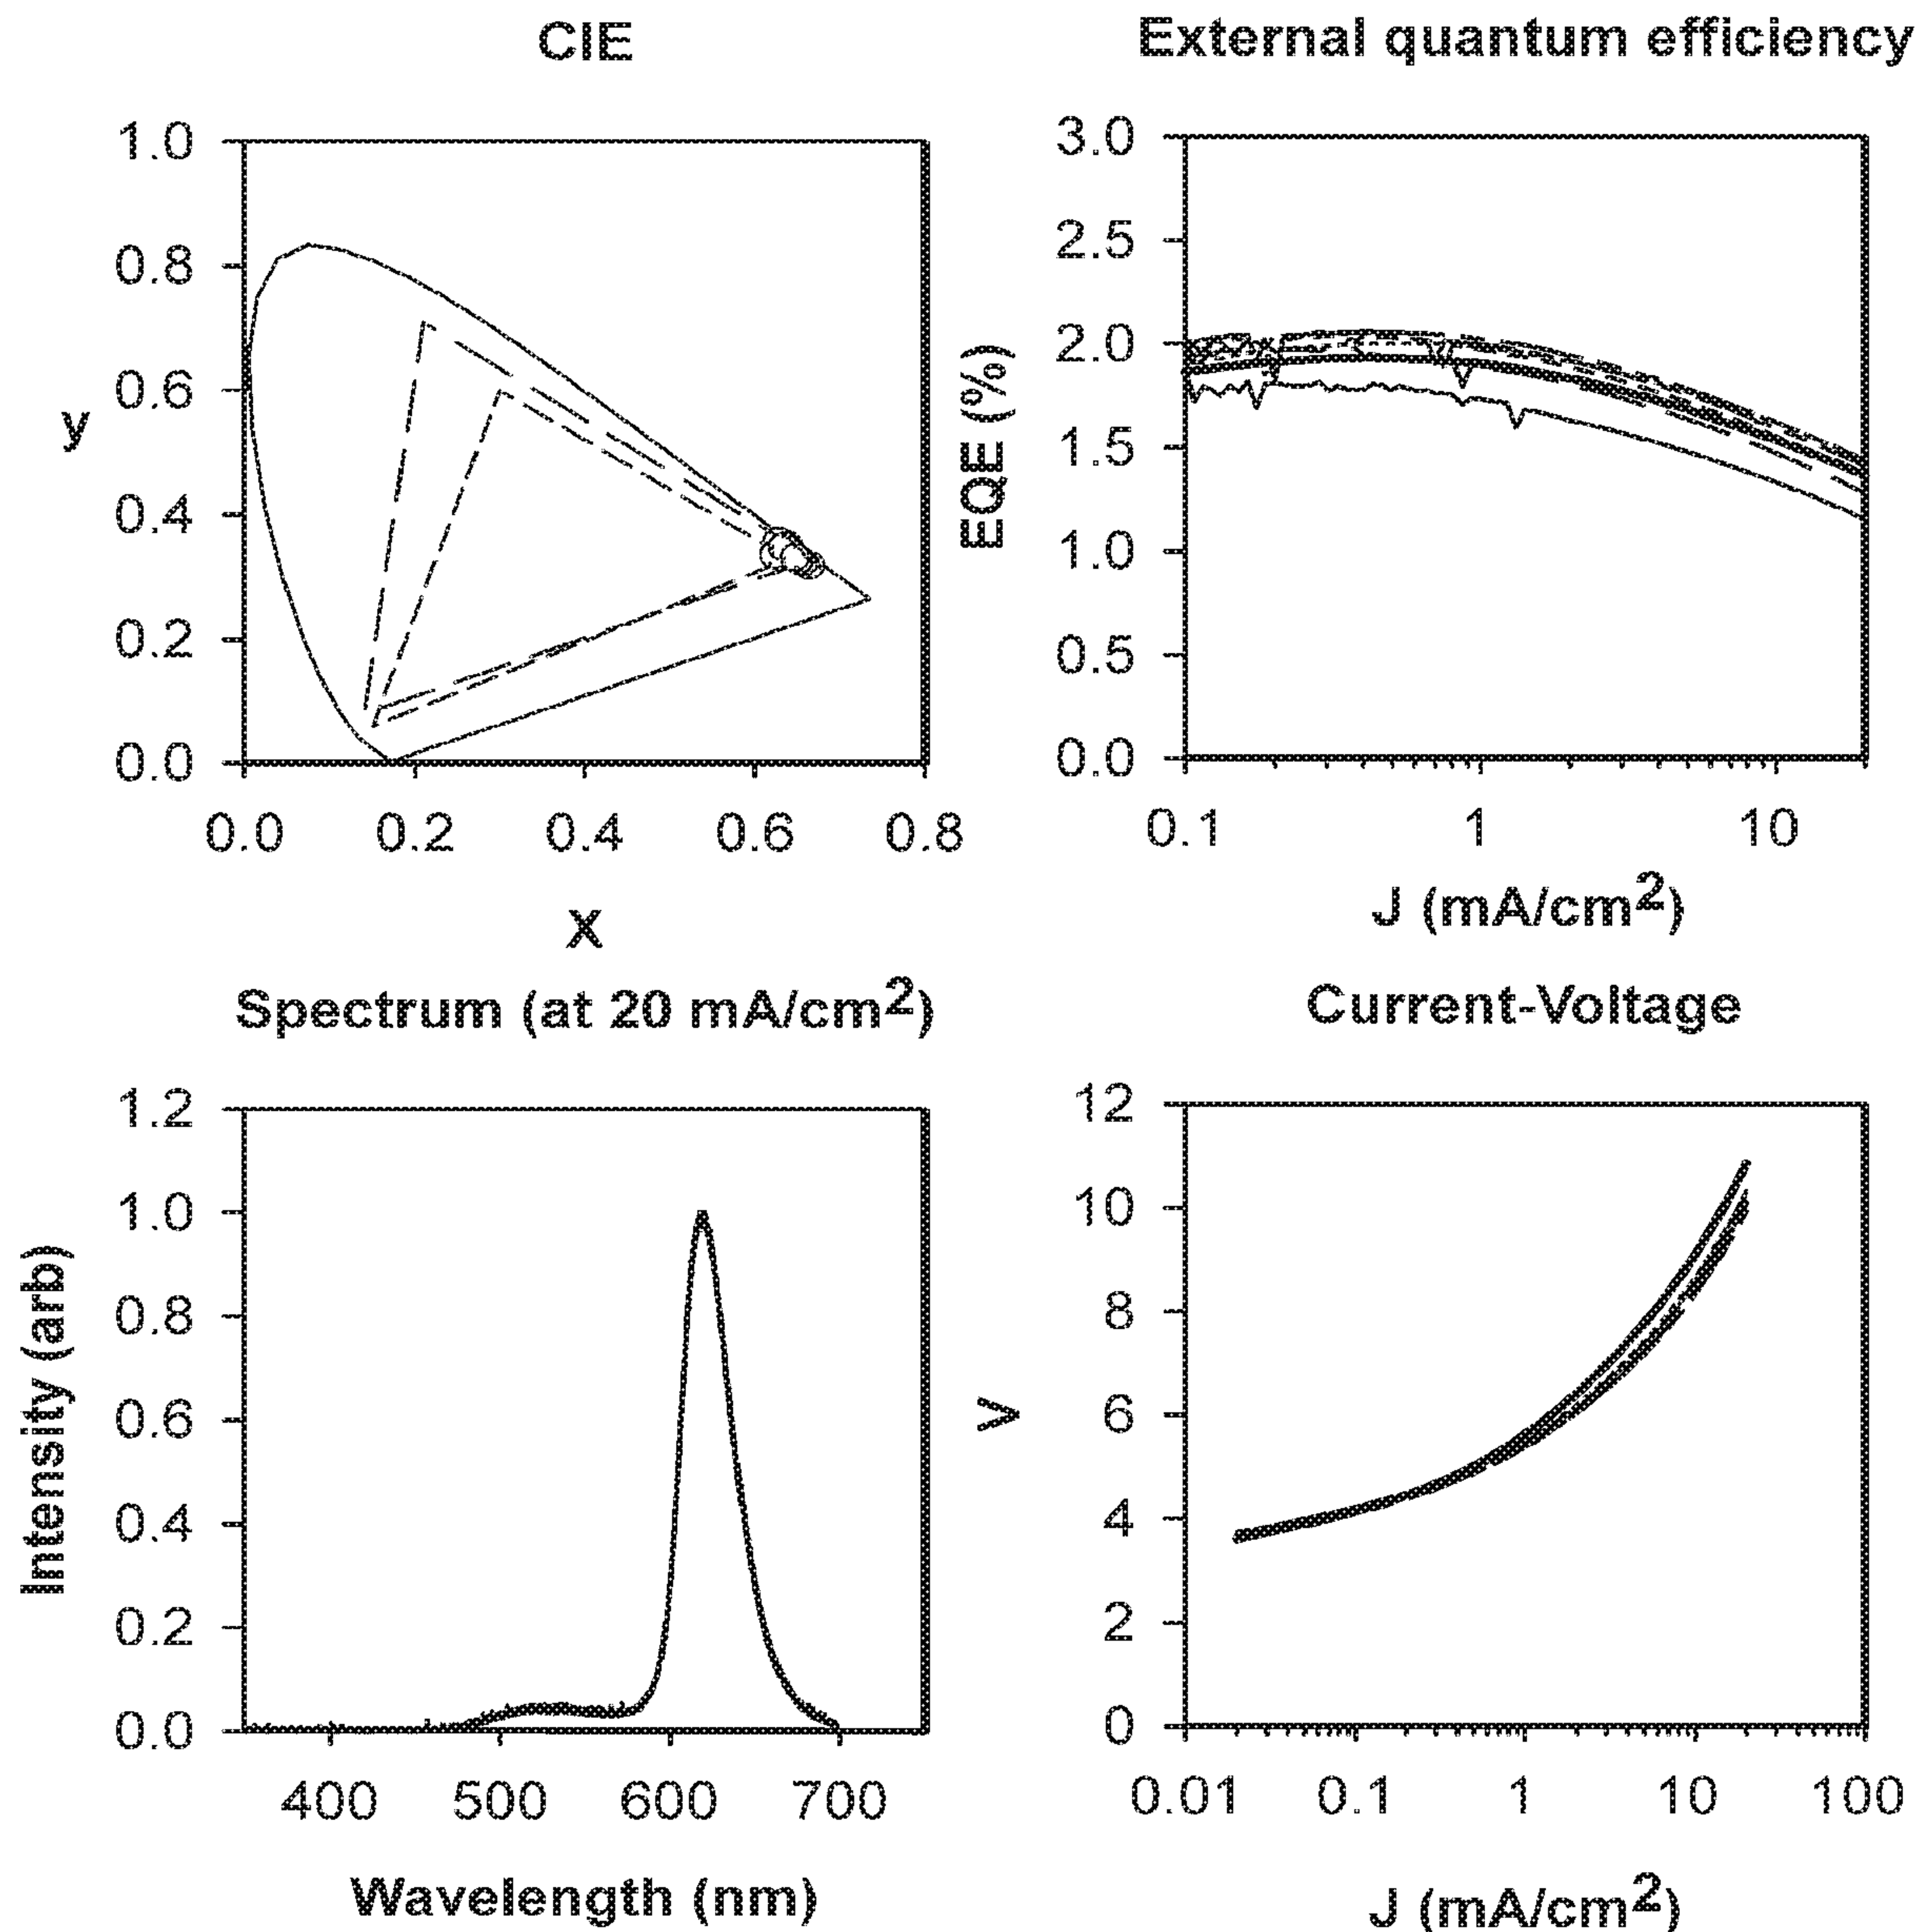 CIE
1.0
0.8
0.6
0.4
0.2
0.0
y
0.0 0.2 0.4 0.6 0.8
X
External quantum efficiency
3.0
2.5
2.0
1.5
1.0
0.5
0.0
EQE (%)
0.1 1 10
J (mA/cm²)
Spectrum (at 20 mA/cm²)
1.2
1.0
0.8
0.6
0.4
0.2
0.0
Intensity (arb)
400 500 600 700
Wavelength (nm)
Current-Voltage
12
10
8
6
4
2
0
V
0.01 0.1 1 10 100
J (mA/cm²)